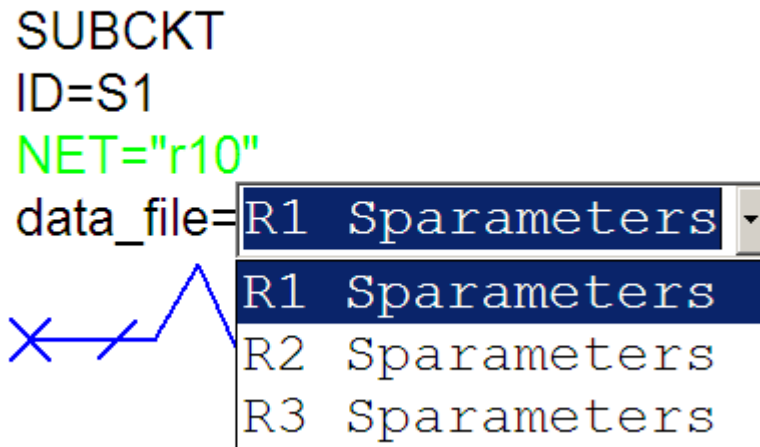 SUBCKT
ID=S1
NET="r10"
data_file=R1 Sparameters
R1 Sparameters
R2 Sparameters
R3 Sparameters